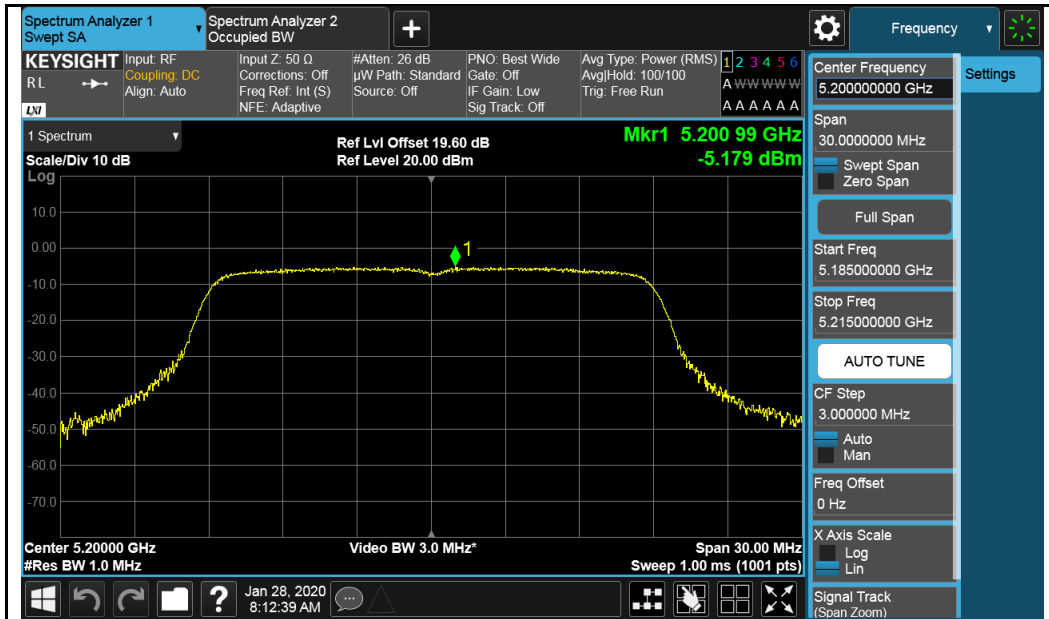 Spectrum Analyzer 1
Swept SA
Spectrum Analyzer 2
Occupied BW
Frequency
KEYSIGHT
R L
LXI
Input: RF
Coupling: DC
Align: Auto
Input Z: 50 Ω
Corrections: Off
Freq Ref: Int (S)
NFE: Adaptive
#Atten: 26 dB
µW Path: Standard
Source: Off
PNO: Best Wide
Gate: Off
IF Gain: Low
Sig Track: Off
Avg Type: Power (RMS)
Avg|Hold: 100/100
Trig: Free Run
1 2 3 4 5 6
A W W W W W
A A A A A A
1 Spectrum
Scale/Div 10 dB
Log
Ref Lvl Offset 19.60 dB
Ref Level 20.00 dBm
Mkr1 5.200 99 GHz
-5.179 dBm
10.0
0.00
-10.0
-20.0
-30.0
-40.0
-50.0
-60.0
-70.0
1
Center 5.20000 GHz
#Res BW 1.0 MHz
Video BW 3.0 MHz*
Span 30.00 MHz
Sweep 1.00 ms (1001 pts)
Center Frequency
5.200000000 GHz
Settings
Span
30.0000000 MHz
Swept Span
Zero Span
Full Span
Start Freq
5.185000000 GHz
Stop Freq
5.215000000 GHz
AUTO TUNE
CF Step
3.000000 MHz
Auto
Man
Freq Offset
0 Hz
X Axis Scale
Log
Lin
Signal Track
(Span Zoom)
?
Jan 28, 2020
8:12:39 AM